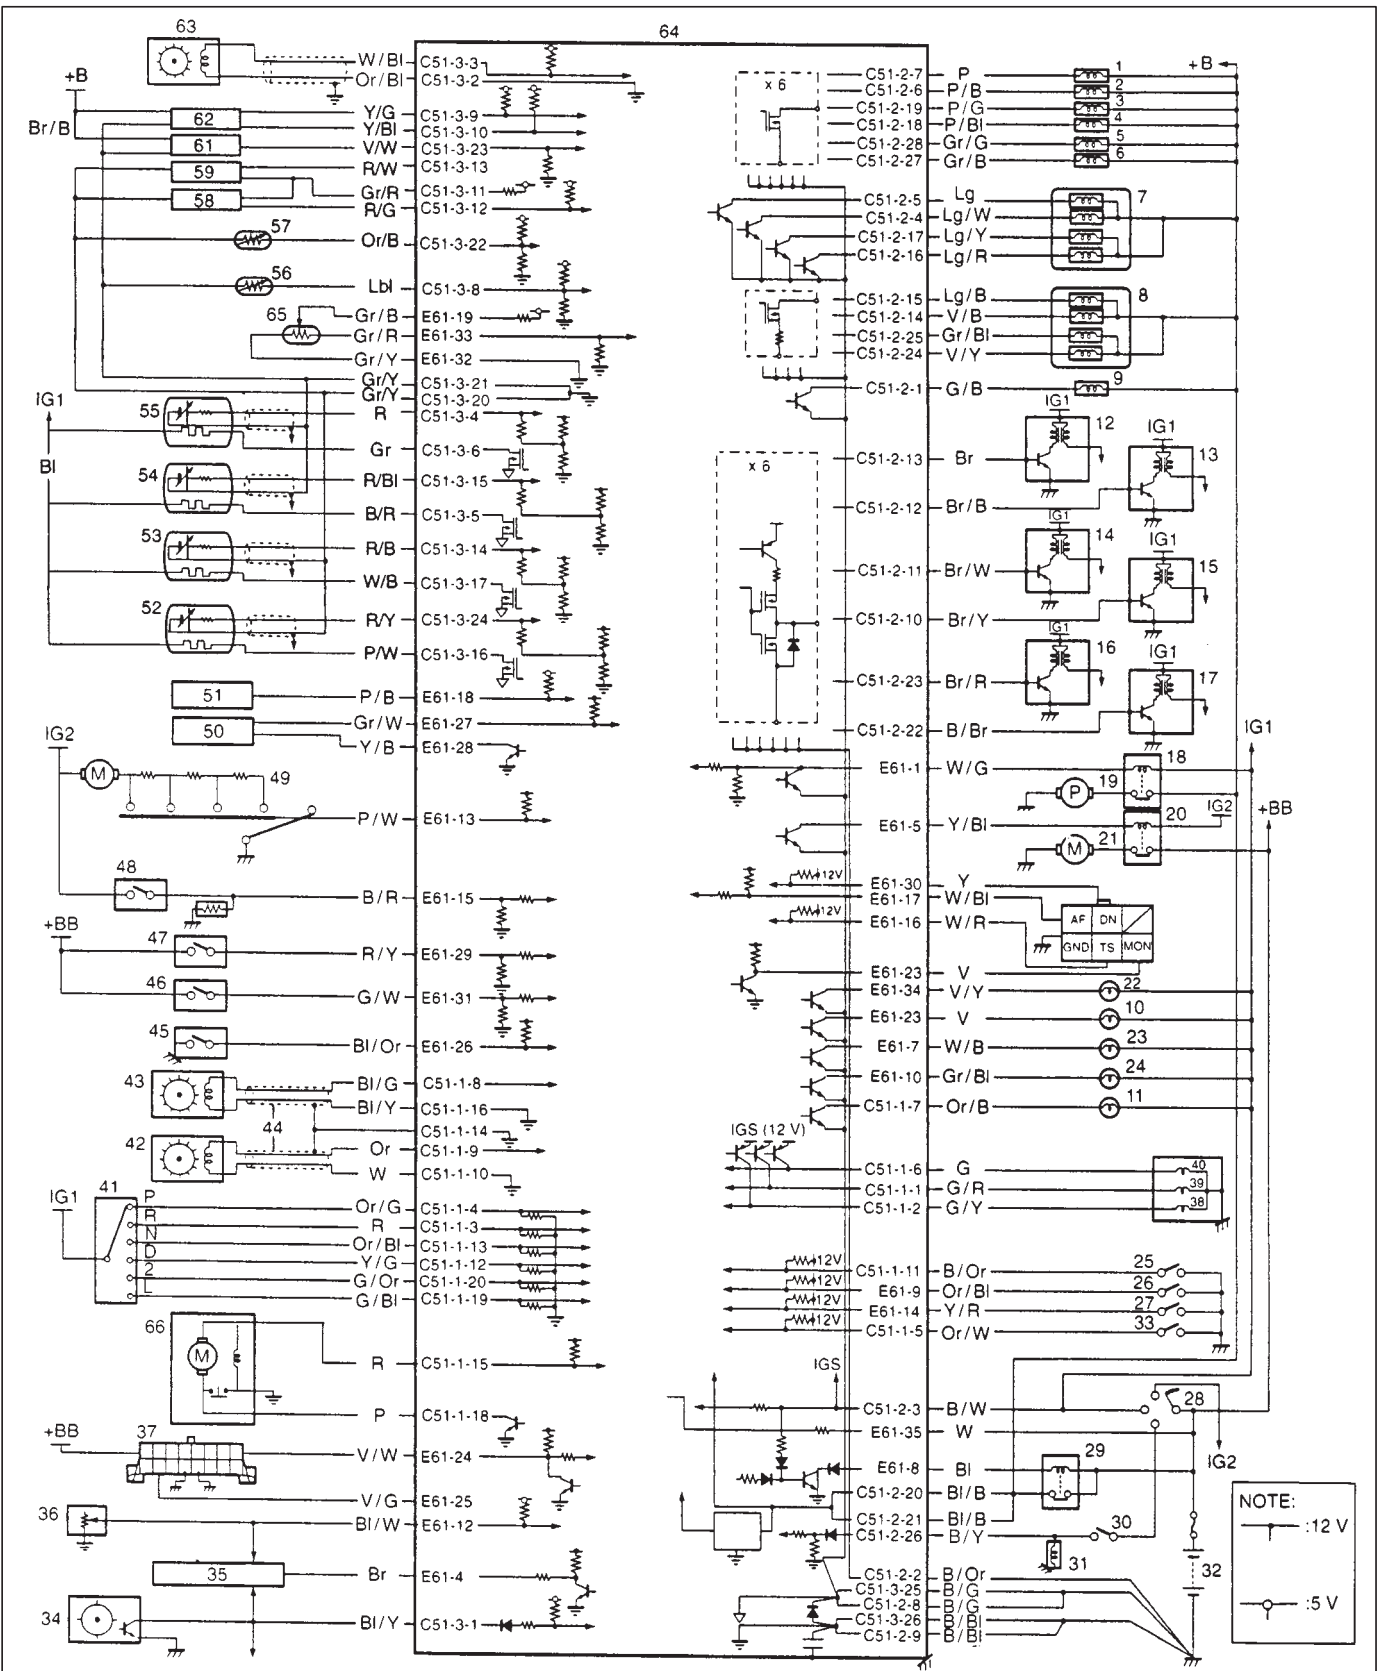 63
64
W/Bl C51-3-3
Or/Bl C51-3-2
+B
Y/G C51-3-9
62
Y/Bl C51-3-10
Br/B
61
V/W C51-3-23
59
R/W C51-3-13
Gr/R C51-3-11
58
R/G C51-3-12
57
Or/B C51-3-22
56
Lbl C51-3-8
65
Gr/B E61-19
Gr/R E61-33
Gr/Y E61-32
Gr/Y C51-3-21
Gr/Y C51-3-20
IG1
55
R C51-3-4
Gr C51-3-6
Bl
54
R/Bl C51-3-15
B/R C51-3-5
53
R/B C51-3-14
W/B C51-3-17
52
R/Y C51-3-24
P/W C51-3-16
51
P/B E61-18
50
Gr/W E61-27
Y/B E61-28
IG2
M
49
P/W E61-13
48
B/R E61-15
+BB
47
R/Y E61-29
46
G/W E61-31
45
Bl/Or E61-26
43
Bl/G C51-1-8
Bl/Y C51-1-16
44
C51-1-14
42
Or C51-1-9
W C51-1-10
IG1
41
P
R
N
D
2
L
Or/G C51-1-4
R C51-1-3
Or/Bl C51-1-13
Y/G C51-1-12
G/Or C51-1-20
G/Bl C51-1-19
66
M
R C51-1-15
P C51-1-18
+BB
37
V/W E61-24
V/G E61-25
36
Bl/W E61-12
35
Br E61-4
34
Bl/Y C51-3-1
x 6
+B
C51-2-7 P 1
C51-2-6 P/B 2
C51-2-19 P/G 3
C51-2-18 P/Bl 4
C51-2-28 Gr/G 5
C51-2-27 Gr/B 6
C51-2-5 Lg 7
C51-2-4 Lg/W
C51-2-17 Lg/Y
C51-2-16 Lg/R
C51-2-15 Lg/B 8
C51-2-14 V/B
C51-2-25 Gr/Bl
C51-2-24 V/Y
C51-2-1 G/B 9
x 6
IG1
12
C51-2-13 Br
IG1
13
C51-2-12 Br/B
IG1
14
C51-2-11 Br/W
IG1
15
C51-2-10 Br/Y
IG1
16
C51-2-23 Br/R
IG1
17
C51-2-22 B/Br
IG1
E61-1 W/G 18
P 19
+BB
IG2
E61-5 Y/Bl 20
M 21
12V
E61-30 Y
E61-17 W/Bl
12V
E61-16 W/R
AF DN
GND TS MON
E61-23 V
E61-34 V/Y 22
E61-23 V 10
E61-7 W/B 23
E61-10 Gr/Bl 24
C51-1-7 Or/B 11
IGS (12 V)
C51-1-6 G 40
C51-1-1 G/R 39
C51-1-2 G/Y 38
12V
C51-1-11 B/Or 25
12V
E61-9 Or/Bl 26
12V
E61-14 Y/R 27
12V
C51-1-5 Or/W 33
IGS
C51-2-3 B/W 28
E61-35 W
IG2
29
E61-8 Bl
C51-2-20 Bl/B
C51-2-21 Bl/B
C51-2-26 B/Y 30
31
32
C51-2-2 B/Or
C51-3-25 B/G
C51-2-8 B/G
C51-3-26 B/Bl
C51-2-9 B/Bl
NOTE:
:12 V
:5 V